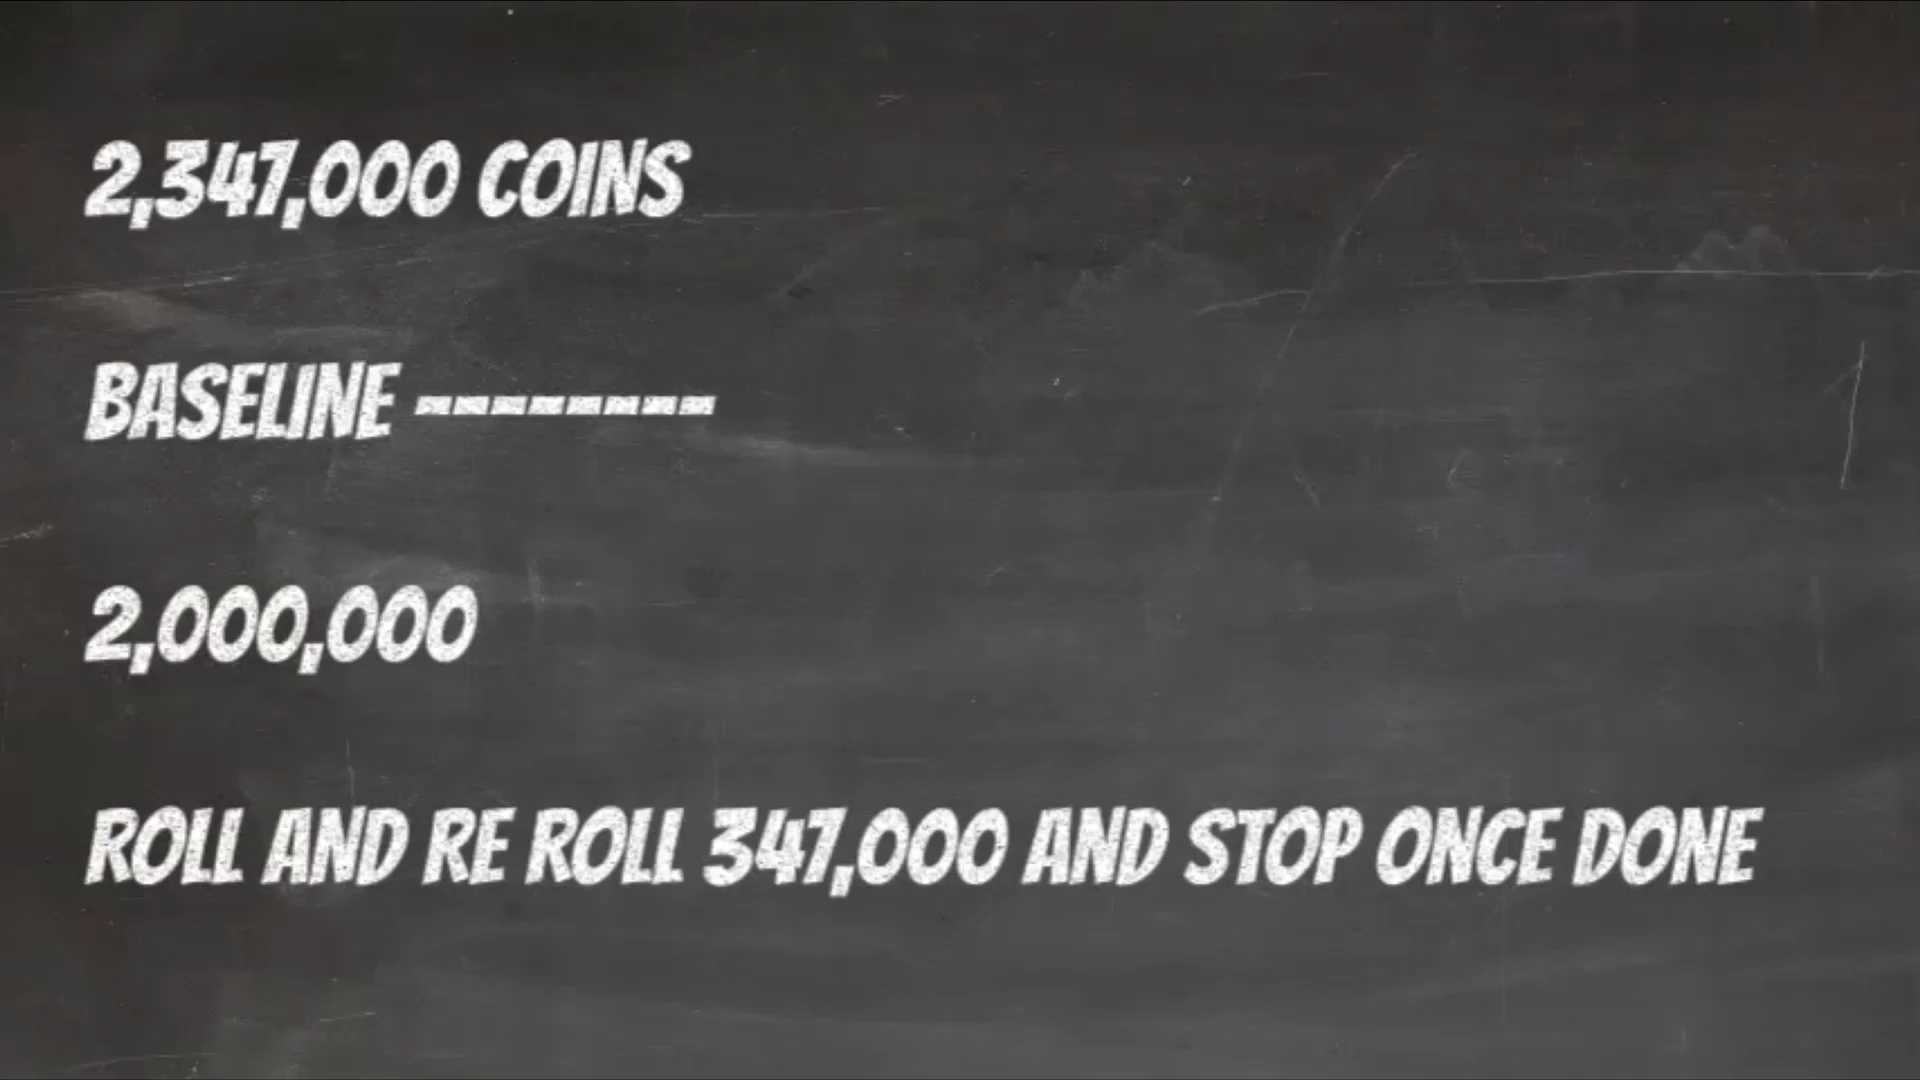 2,347,000 COINS
BASELINE --------
2,000,000
ROLL AND RE ROLL 347,000 AND STOP ONCE DONE